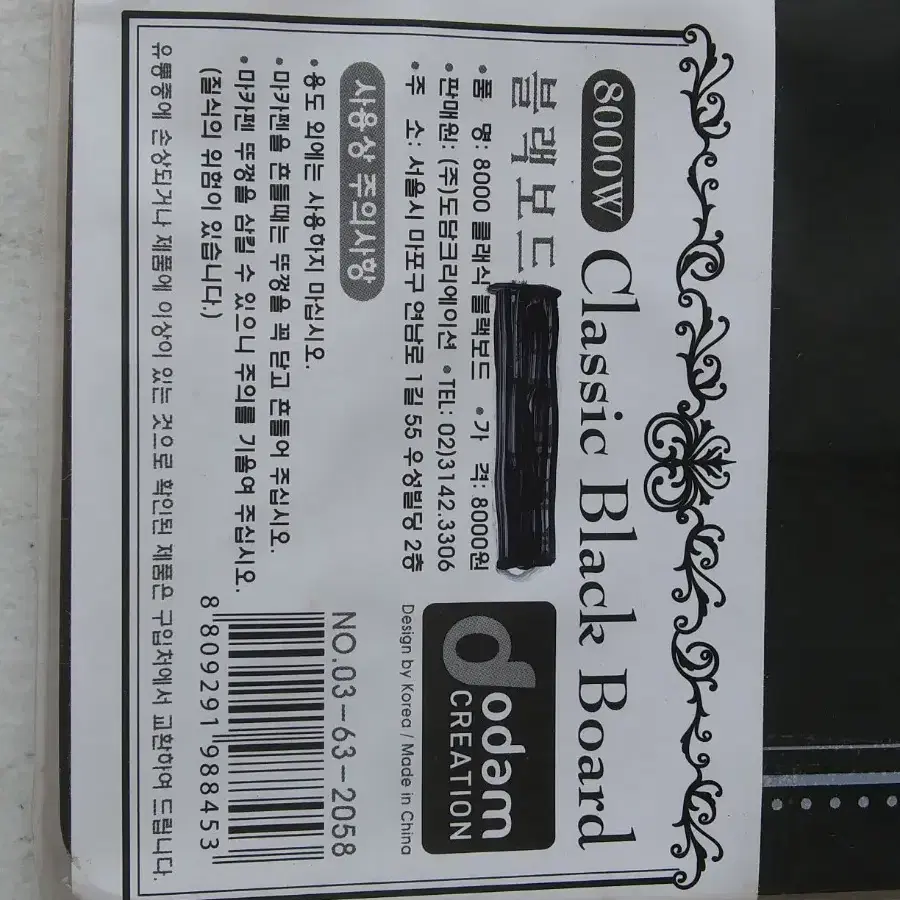 8000W Classic Black Board
블랙보드
•품 명: 8000 클래식 블랙보드 •가 격: 8000원
•판매원: (주)도담크리에이션 •TEL: 02)3142.3306
•주 소: 서울시 마포구 연남로 1길 55 우성빌딩 2층
dodam
CREATION
Design by Korea / Made in China
사용상 주의사항
•용도 외에는 사용하지 마십시오.
•마카펜을 흔들때는 뚜껑을 꼭 닫고 흔들어 주십시오.
•마카펜 뚜껑을 삼킬 수 있으니 주의를 기울여 주십시오.
(질식의 위험이 있습니다.)
NO.03-63-2058
8 809291 988453
유통중에 손상되거나 제품에 이상이 있는 것으로 확인된 제품은 구입처에서 교환하여 드립니다.